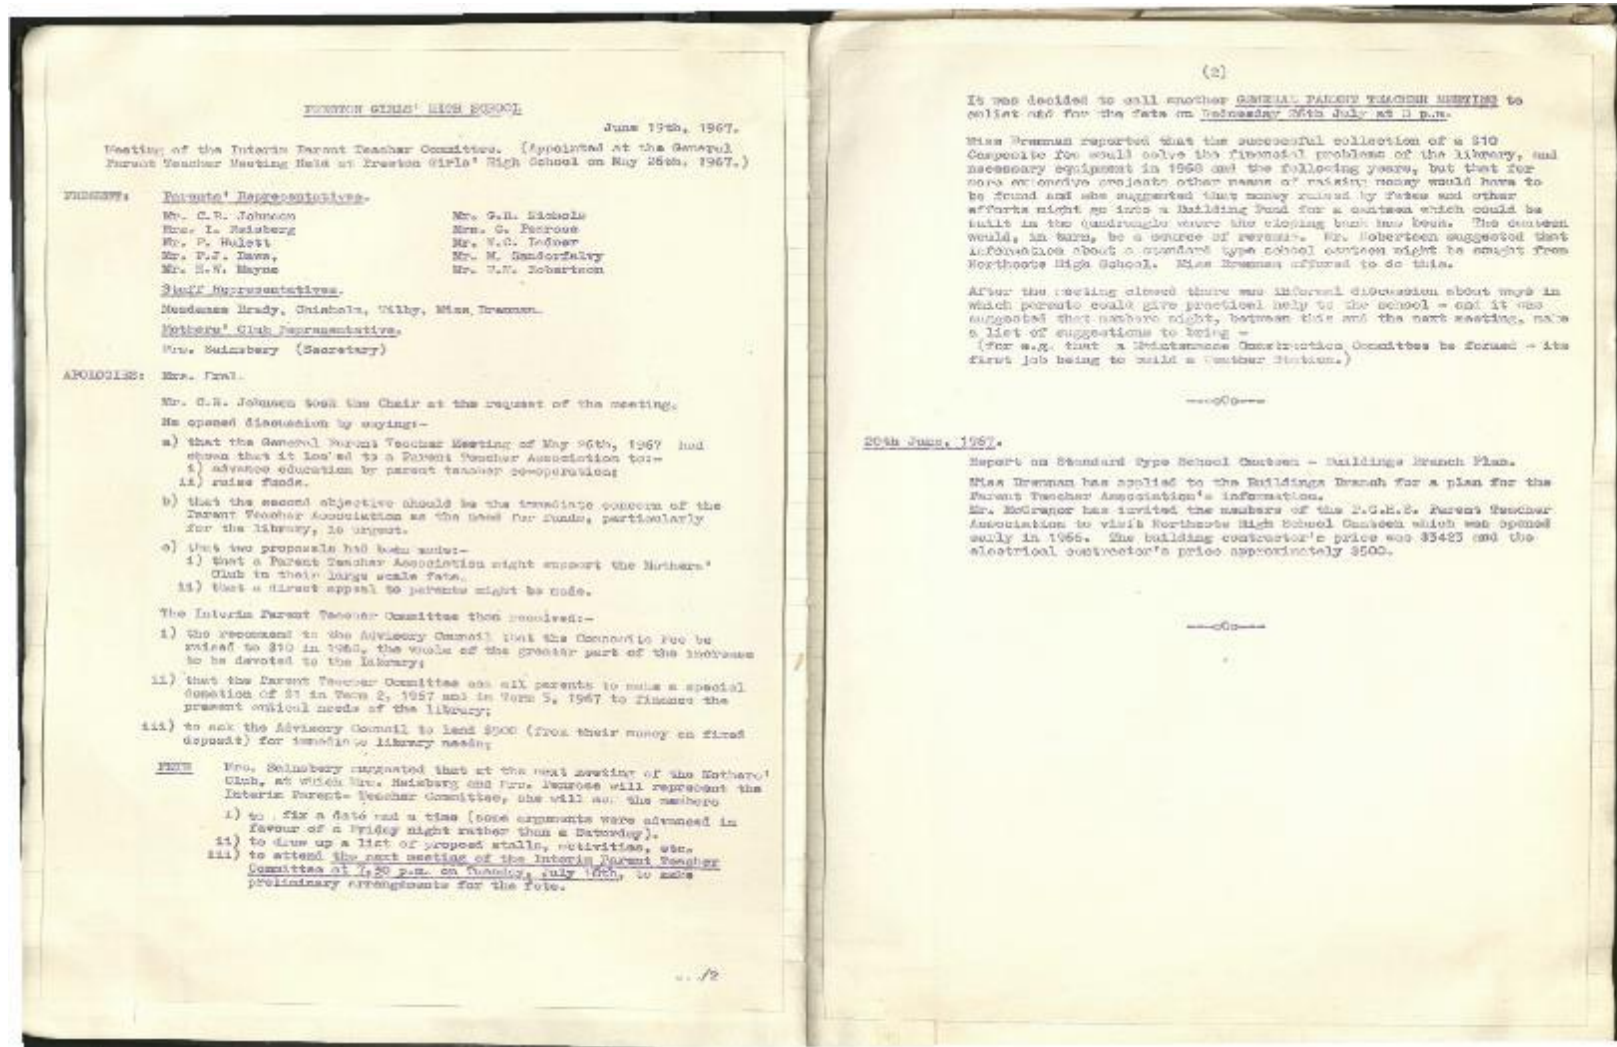 PRESTON GIRLS' HIGH SCHOOL
June 19th, 1967.
Meeting of the Interim Parent Teacher Committee. (Appointed at the General
Parent Teacher Meeting Held at Preston Girls' High School on May 26th, 1967.)
PRESENT: Parents' Representatives.
Mr. C.R. Johnson Mr. G.R. Nichols
Mrs. I. Heisberg Mrs. G. Penrose
Mr. P. Hulett Mr. N.C.
Mr. P.J. Dawa, Mr. M. Sandorfalvy
Mr. H.W. Mayne Mr. Robertson
Staff Representatives.
Mesdames Brady, Chisholm, Wilby, Miss Brennan.
Mothers' Club Representative.
Mrs. Sainsbery (Secretary)
APOLOGIES: Mrs.
Mr. C.R. Johnson took the Chair at the request of the meeting.
He opened discussion by saying:-
a) that the General Parent Teacher Meeting of May 26th, 1967 had
shown that it looked to a Parent Teacher Association to:-
i) advance education by parent teacher co-operation;
ii) raise funds.
b) that the second objective should be the immediate concern of the
Parent Teacher Association as the need for funds, particularly
for the library, is urgent.
c) that two proposals had been made:-
i) that a Parent Teacher Association might support the Mothers'
Club in their large scale fete.
ii) that a direct appeal to parents might be made.
The Interim Parent Teacher Committee then resolved:-
i) the recommend to the Advisory Council that the Composite Fee be
raised to $10 in 1968, the whole of the greater part of the increase
to be devoted to the library;
ii) that the Parent Teacher Committee ask all parents to make a special
donation of $1 in Term 2, 1967 and in Term 3, 1967 to finance the
present critical needs of the library;
iii) to ask the Advisory Council to lend $500 (from their money on fixed
deposit) for immediate library needs;
FETE Mrs. Sainsbery suggested that at the next meeting of the Mothers'
Club, at which Mrs. Heisberg and Mrs. Penrose will represent the
Interim Parent- Teacher Committee, she will ask the members
i) to fix a date and a time (some arguments were advanced in
favour of a Friday night rather than a Saturday).
ii) to draw up a list of proposed stalls, activities, etc.
iii) to attend the next meeting of the Interim Parent Teacher
Committee at 7.30 p.m. on Tuesday, July 18th, to make
preliminary arrangements for the fete.
../2
(2)
It was decided to call another GENERAL PARENT TEACHER MEETING to
enlist aid for the fete on Wednesday 26th July at 8 p.m.
Miss Brennan reported that the successful collection of a $10
Composite fee would solve the financial problems of the library, and
necessary equipment in 1968 and the following years, but that for
more extensive projects other means of raising money would have to
be found and she suggested that money raised by fetes and other
efforts might go into a Building Fund for a canteen which could be
built in the quadrangle where the sloping bank has been. The canteen
would, in turn, be a source of revenue. Mr. Robertson suggested that
information about a standard type school canteen might be sought from
Northcote High School. Miss Brennan offered to do this.
After the meeting closed there was informal discussion about ways in
which parents could give practical help to the school - and it was
suggested that members might, between this and the next meeting, make
a list of suggestions to bring -
(for e.g. that a Maintenance Construction Committee be formed - its
first job being to build a Weather Station.)
---oOo---
20th June, 1967.
Report on Standard Type School Canteen - Buildings Branch Plan.
Miss Brennan has applied to the Buildings Branch for a plan for the
Parent Teacher Association's information.
Mr. McGregor has invited the members of the P.G.H.S. Parent Teacher
Association to visit Northcote High School Canteen which was opened
early in 1966. The building contractor's price was $3423 and the
electrical contractor's price approximately $500.
---oOo---